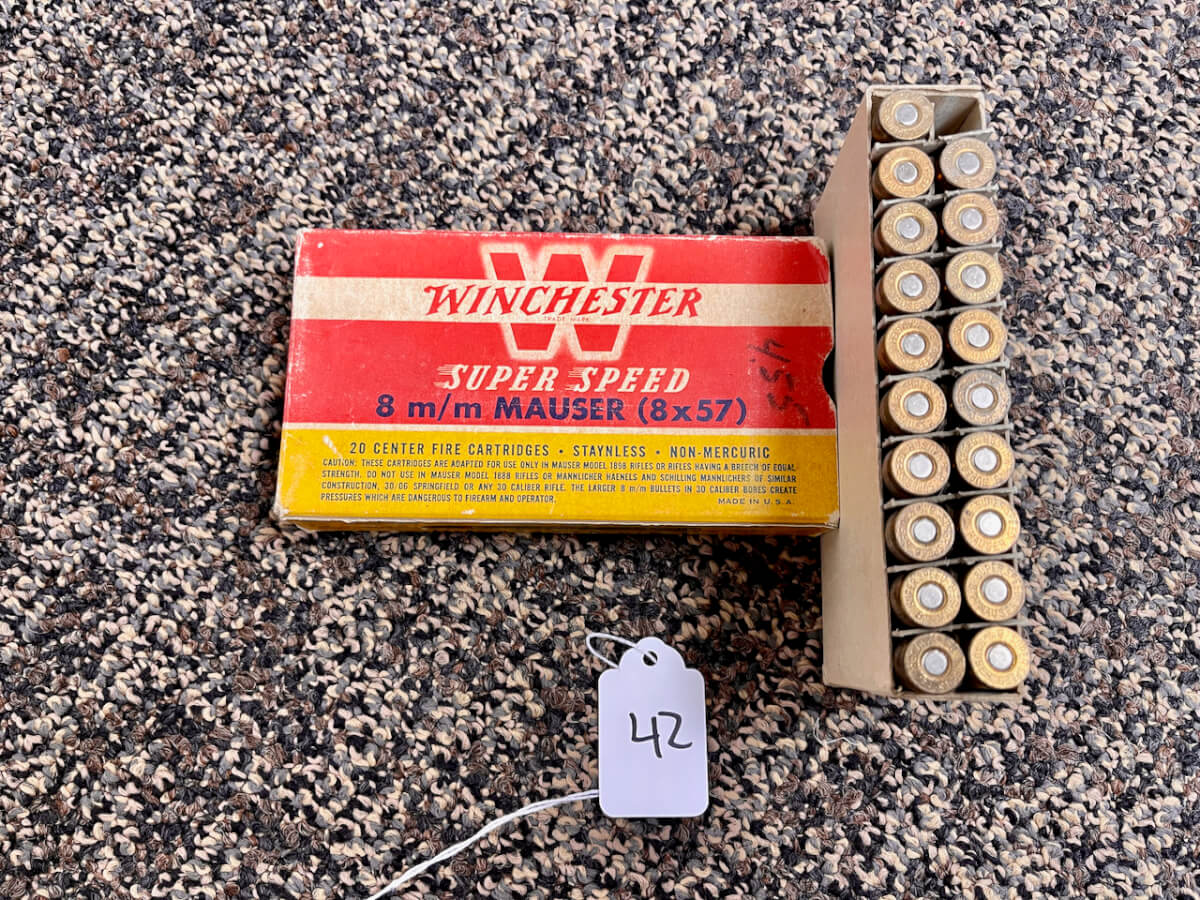 WINCHESTER
TRADE MARK
SUPER SPEED
8 m/m MAUSER (8x57)
20 CENTER FIRE CARTRIDGES • STAYNLESS • NON-MERCURIC
CAUTION: THESE CARTRIDGES ARE ADAPTED FOR USE ONLY IN MAUSER MODEL 1898 RIFLES OR RIFLES HAVING A BREECH OF EQUAL
STRENGTH. DO NOT USE IN MAUSER MODEL 1888 RIFLES OR MANNLICHER HAENELS AND SCHILLING MANNLICHERS OF SIMILAR
CONSTRUCTION, 30/06 SPRINGFIELD OR ANY 30 CALIBER RIFLE. THE LARGER 8 m/m BULLETS IN 30 CALIBER BORES CREATE
PRESSURES WHICH ARE DANGEROUS TO FIREARM AND OPERATOR.
MADE IN U.S.A.
42